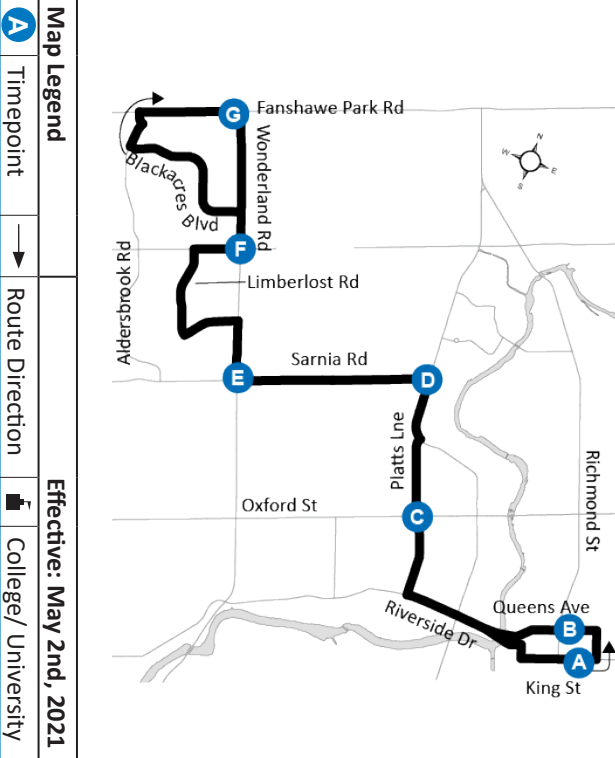 Map Legend
Effective: May 2nd, 2021
A
Timepoint
Route Direction
College/ University
G
Fanshawe Park Rd
Wonderland Rd
Blackacres Blvd
N
W
E
S
F
Aldersbrook Rd
Limberlost Rd
Sarnia Rd
E
D
Platts Lne
Richmond St
Oxford St
C
Riverside Dr
Queens Ave
B
A
King St